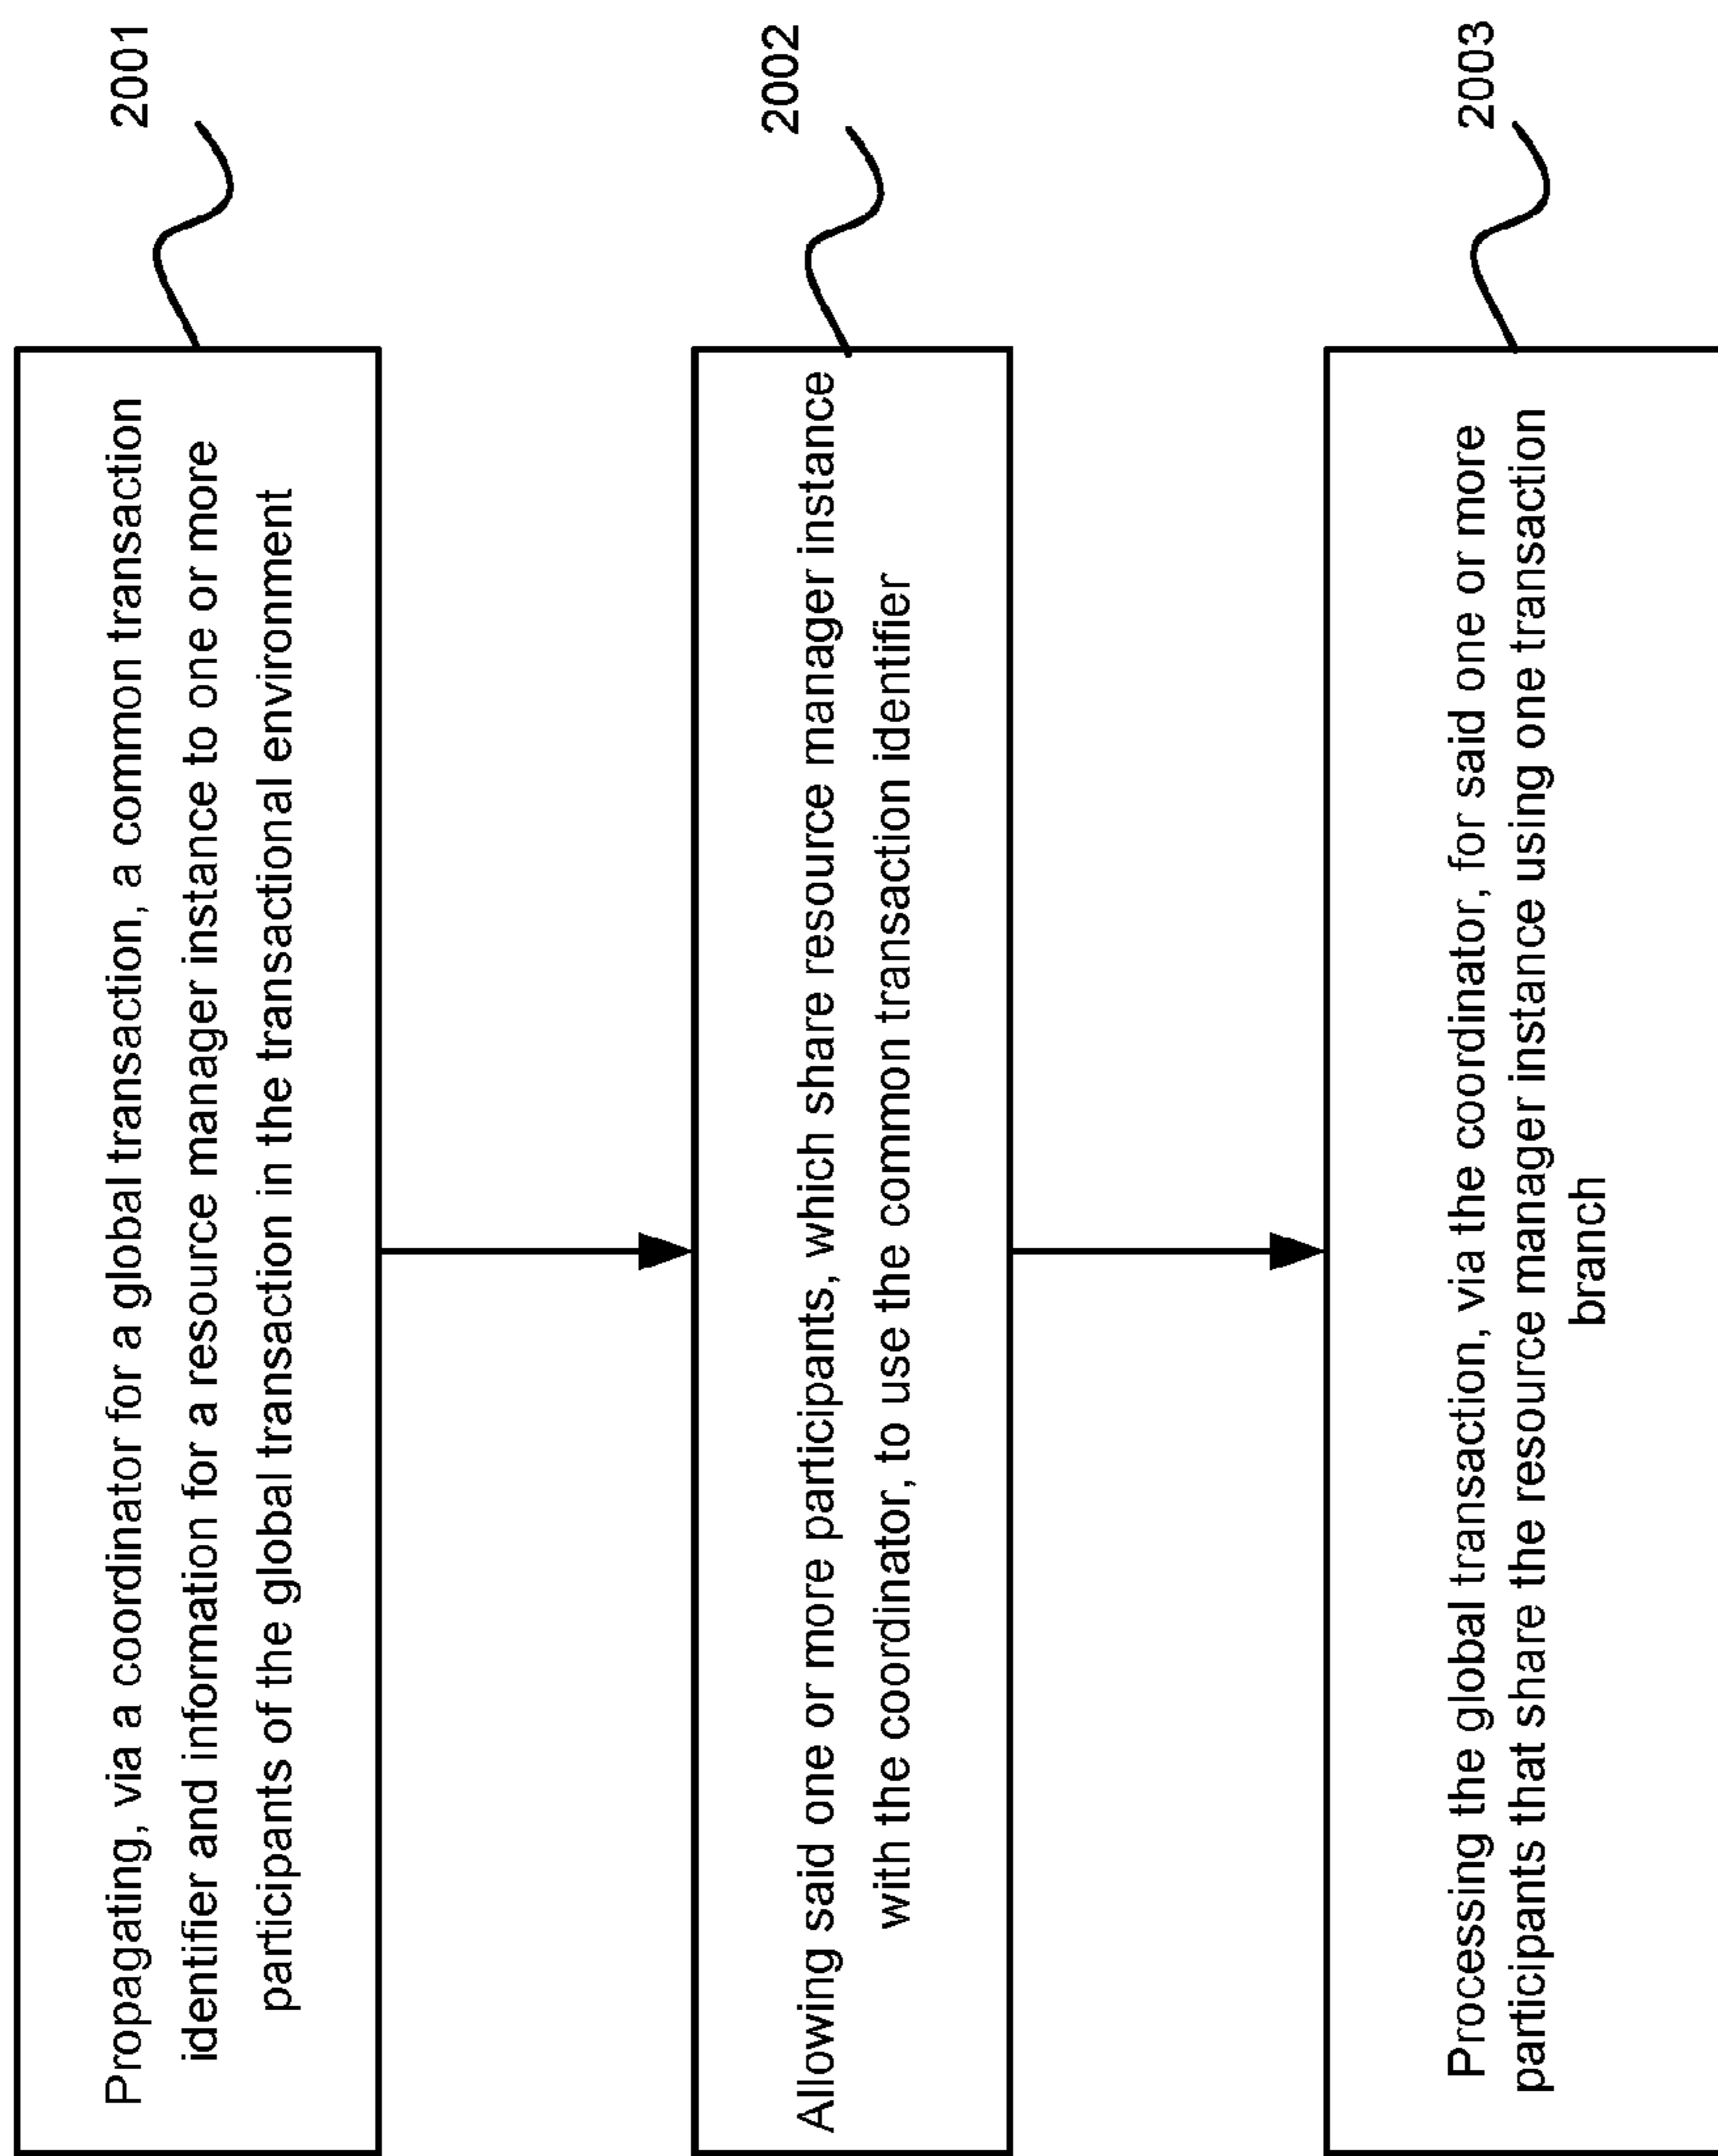 Propagating, via a coordinator for a global transaction, a common transaction
identifier and information for a resource manager instance to one or more
participants of the global transaction in the transactional environment
2001
Allowing said one or more participants, which share resource manager instance
with the coordinator, to use the common transaction identifier
2002
Processing the global transaction, via the coordinator, for said one or more
participants that share the resource manager instance using one transaction
branch
2003